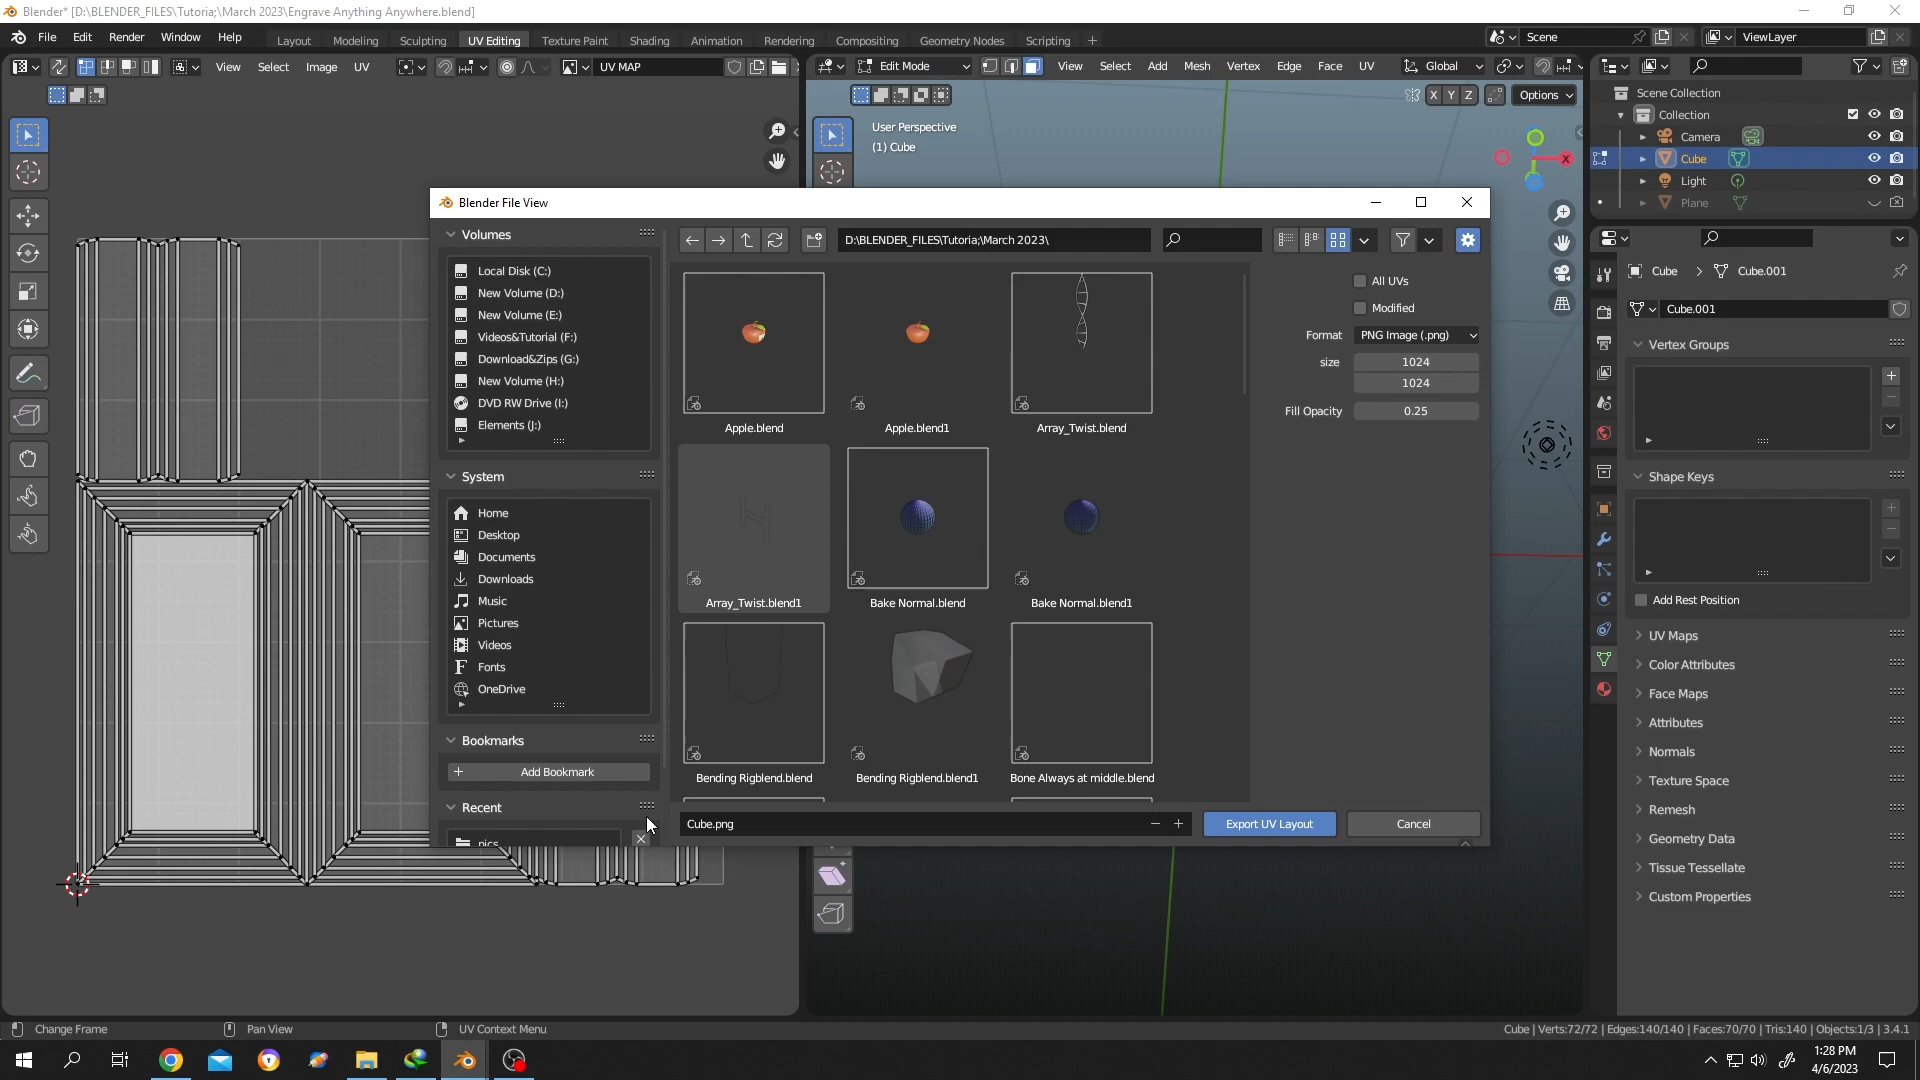 Blender* [D:\BLENDER_FILES\Tutoria;\March 2023\Engrave Anything Anywhere.blend]
File Edit Render Window Help Layout Modeling Sculpting UV Editing Texture Paint Shading Animation Rendering Compositing Geometry Nodes Scripting + Scene ViewLayer
View Select Image UV UV MAP Edit Mode View Select Add Mesh Vertex Edge Face UV Global
X Y Z Options
User Perspective
(1) Cube
X
Scene Collection
Collection
Camera
Cube
Light
Plane
Cube > Cube.001
Cube.001
Vertex Groups
Shape Keys
Add Rest Position
UV Maps
Color Attributes
Face Maps
Attributes
Normals
Texture Space
Remesh
Geometry Data
Tissue Tessellate
Custom Properties
Blender File View
Volumes
Local Disk (C:)
New Volume (D:)
New Volume (E:)
Videos&Tutorial (F:)
Download&Zips (G:)
New Volume (H:)
DVD RW Drive (I:)
Elements (J:)
System
Home
Desktop
Documents
Downloads
Music
Pictures
Videos
Fonts
OneDrive
Bookmarks
+ Add Bookmark
Recent
pics
D:\BLENDER_FILES\Tutoria;\March 2023\
Apple.blend Apple.blend1 Array_Twist.blend
Array_Twist.blend1 Bake Normal.blend Bake Normal.blend1
Bending Rigblend.blend Bending Rigblend.blend1 Bone Always at middle.blend
All UVs
Modified
Format PNG Image (.png)
size 1024
1024
Fill Opacity 0.25
Cube.png − + Export UV Layout Cancel
Change Frame Pan View UV Context Menu Cube | Verts:72/72 | Edges:140/140 | Faces:70/70 | Tris:140 | Objects:1/3 | 3.4.1
1:28 PM
4/6/2023